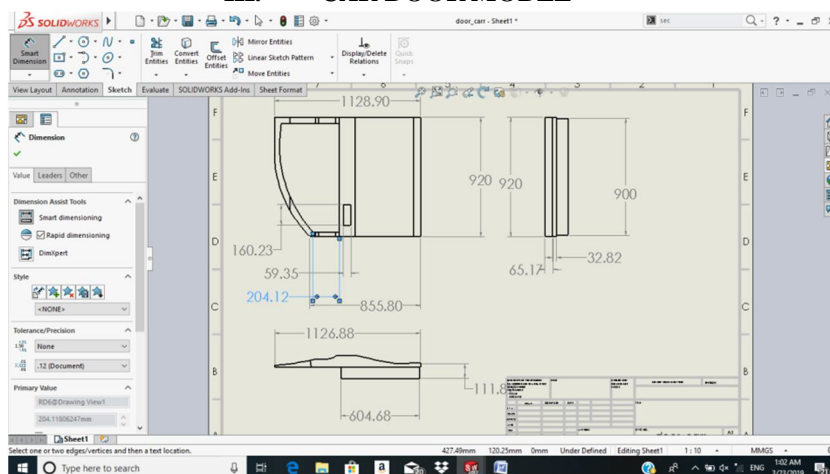 III. CAR DOOR MODEL
SOLIDWORKS
door_carr - Sheet1 *
sec
Smart Dimension
Trim Entities
Convert Entities
Offset Entities
Mirror Entities
Linear Sketch Pattern
Move Entities
Display/Delete Relations
Quick Snaps
View Layout Annotation Sketch Evaluate SOLIDWORKS Add-Ins Sheet Format
Dimension
Value Leaders Other
Dimension Assist Tools
Smart dimensioning
Rapid dimensioning
DimXpert
Style
<NONE>
Tolerance/Precision
None
.12 (Document)
Primary Value
RD6@Drawing View1
204.11806247mm
1128.90
F
F
E
E
920
920
900
D
D
160.23
59.35
65.17
32.82
204.12
855.80
C
C
1126.88
B
B
604.68
Sheet1
Select one or two edges/vertices and then a text location.
427.49mm 120.25mm 0mm Under Defined Editing Sheet1 1:10 MMGS
Type here to search
ENG
1:02 AM
3/23/2019